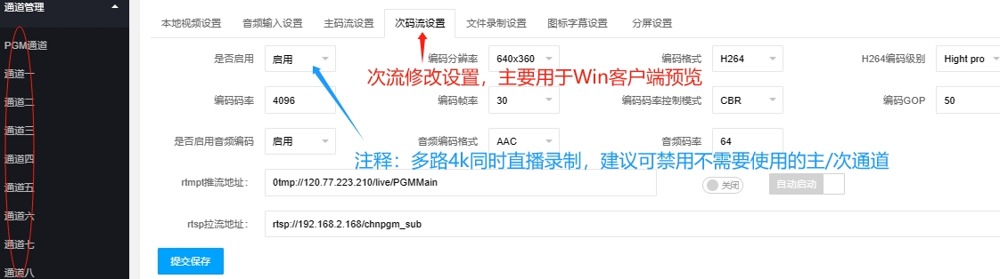 通道管理
PGM通道
通道一
通道二
通道三
通道四
通道五
通道六
通道七
通道八
本地视频设置 音频输入设置 主码流设置 次码流设置 文件录制设置 图标字幕设置 分屏设置
是否启用 启用 编码分辨率 640x360 编码格式 H264 H264编码级别 Hight pro
次流修改设置，主要用于Win客户端预览
编码码率 4096 编码帧率 30 编码码率控制模式 CBR 编码GOP 50
是否启用音频编码 启用 音频编码格式 AAC 音频码率 64
注释：多路4k同时直播录制，建议可禁用不需要使用的主/次通道
rtmpt推流地址： 0tmp://120.77.223.210/live/PGMMain 关闭 自动启动
rtsp拉流地址： rtsp://192.168.2.168/chnpgm_sub
提交保存